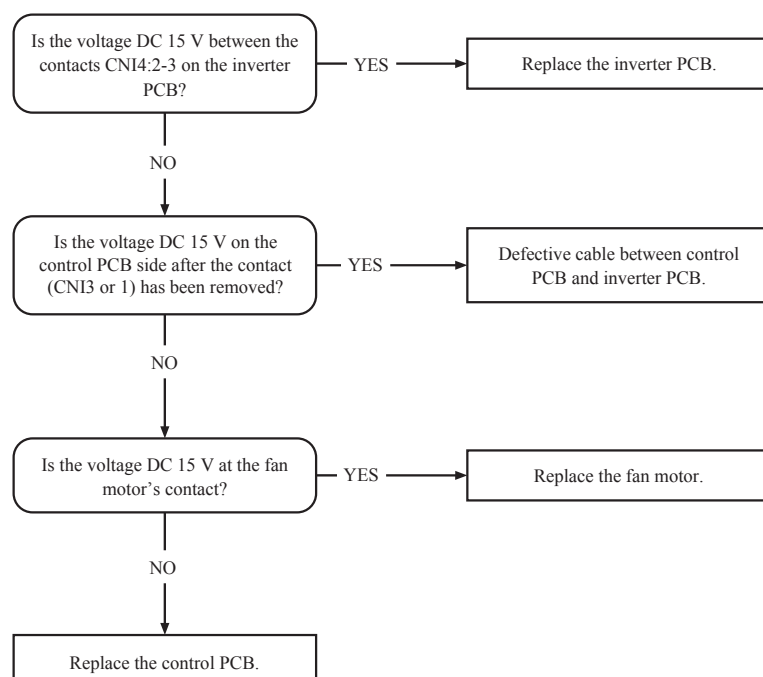 Is the voltage DC 15 V between the
contacts CNI4:2-3 on the inverter
PCB?
YES
Replace the inverter PCB.
NO
Is the voltage DC 15 V on the
control PCB side after the contact
(CNI3 or 1) has been removed?
YES
Defective cable between control
PCB and inverter PCB.
NO
Is the voltage DC 15 V at the fan
motor’s contact?
YES
Replace the fan motor.
NO
Replace the control PCB.